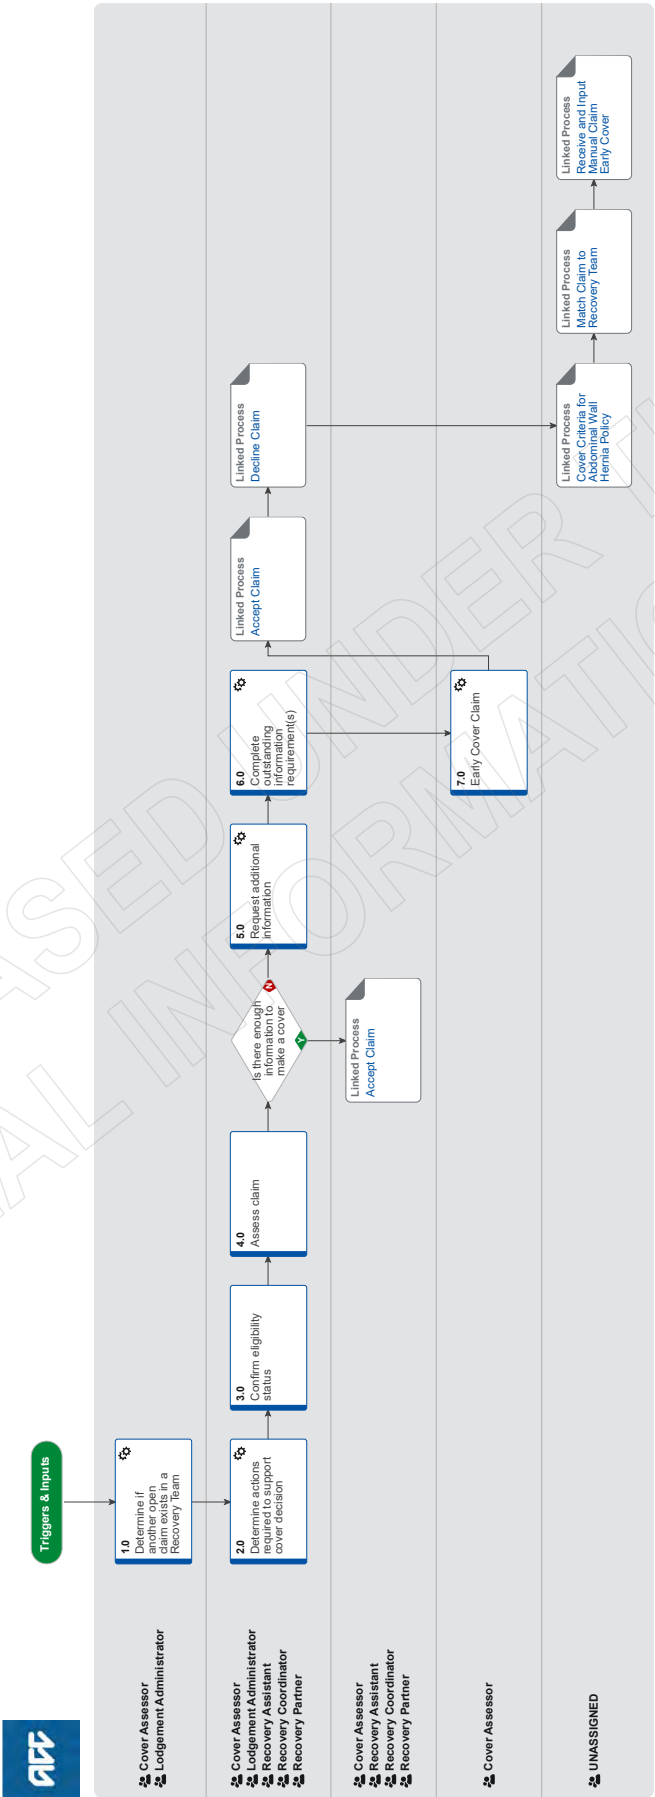 acc
Triggers & Inputs
Cover Assessor
Lodgement Administrator
1.0
Determine if
another open
claim exists in a
Recovery Team
Cover Assessor
Lodgement Administrator
Recovery Assistant
Recovery Coordinator
Recovery Partner
2.0
Determine actions
required to support
cover decision
3.0
Confirm eligibility
status
4.0
Assess claim
Is there enough
information to
make a cover
Y
N
5.0
Request additional
information
6.0
Complete
outstanding
information
requirement(s)
Linked Process
Accept Claim
Linked Process
Decline Claim
Cover Assessor
Recovery Assistant
Recovery Coordinator
Recovery Partner
Linked Process
Accept Claim
Cover Assessor
7.0
Early Cover Claim
UNASSIGNED
Linked Process
Cover Criteria for
Abdominal Wall
Hernia Policy
Linked Process
Match Claim to
Recovery Team
Linked Process
Receive and Input
Manual Claim
Early Cover